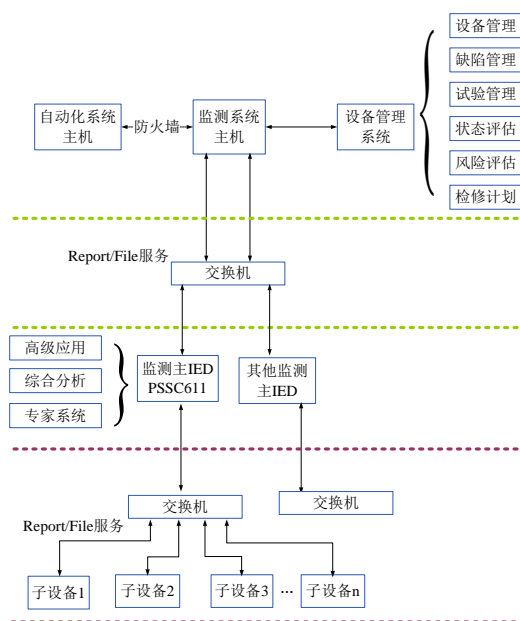 设备管理
缺陷管理
试验管理
状态评估
风险评估
检修计划
自动化系统
主机
防火墙
监测系统
主机
设备管理
系统
Report/File服务
交换机
高级应用
综合分析
专家系统
监测主IED
PSSC611
其他监测
主IED
交换机
交换机
Report/File服务
子设备1
子设备2
子设备3
...
子设备n